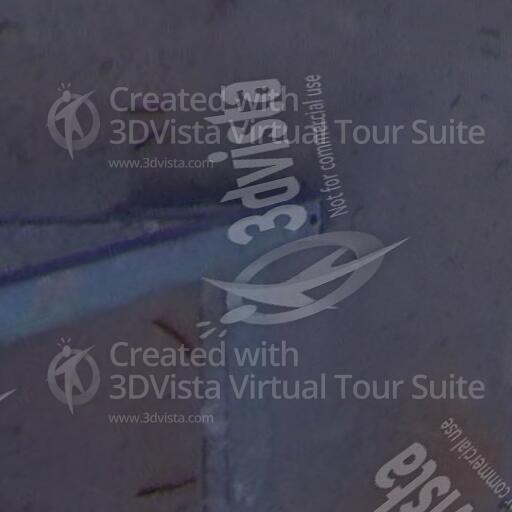 Created with
3DVista Virtual Tour Suite
www.3dvista.com
3dvista
Not for commercial use
Created with
3DVista Virtual Tour Suite
www.3dvista.com
vista
commercial use